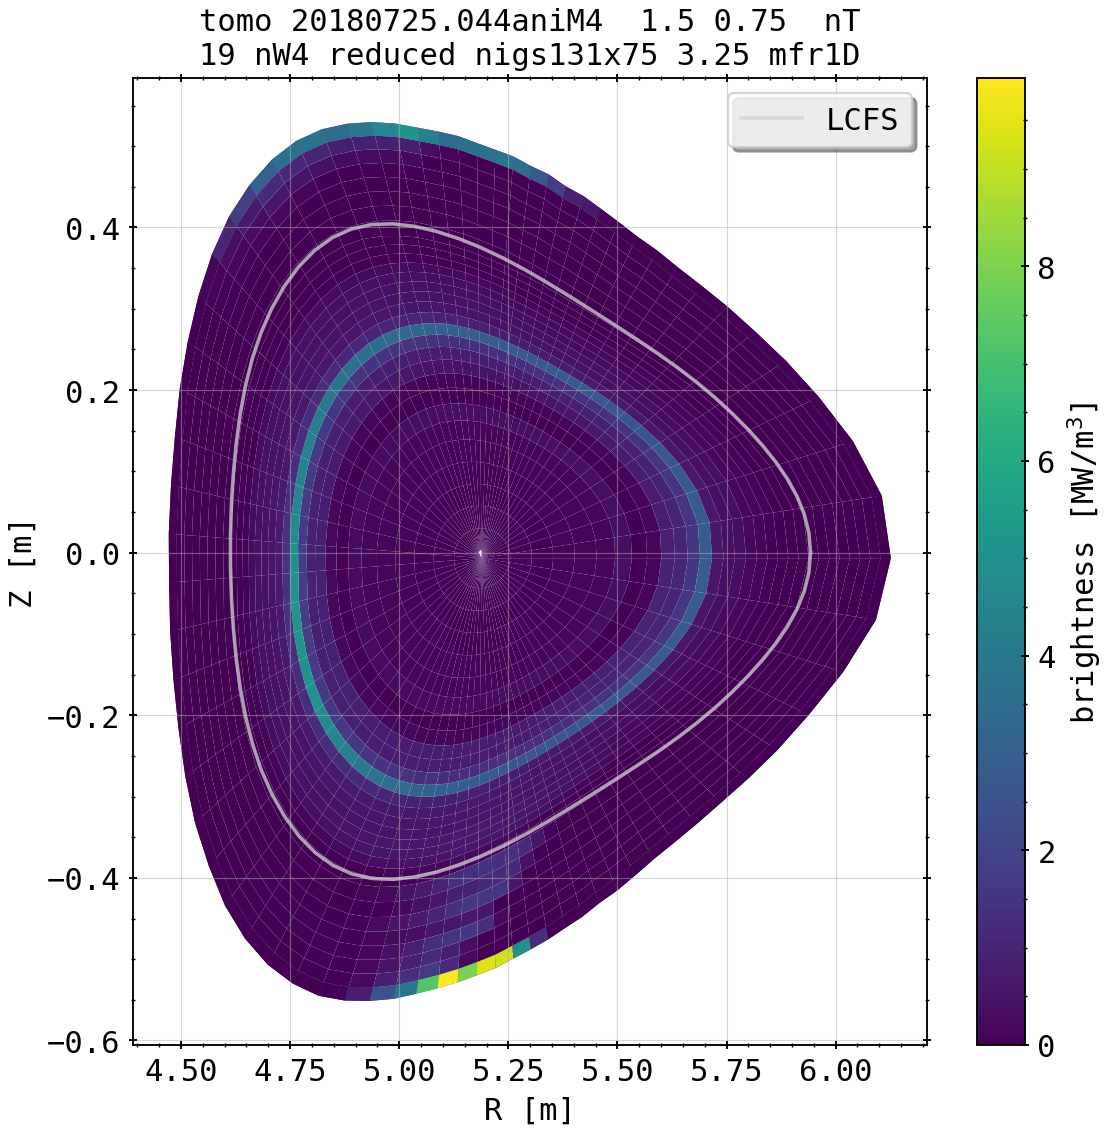 tomo 20180725.044aniM4  1.5 0.75  nT
19 nW4 reduced nigs131x75 3.25 mfr1D
LCFS
0.4
0.2
0.0
−0.2
−0.4
−0.6
Z [m]
4.50 4.75 5.00 5.25 5.50 5.75 6.00
R [m]
8
6
4
2
0
brightness [MW/m³]